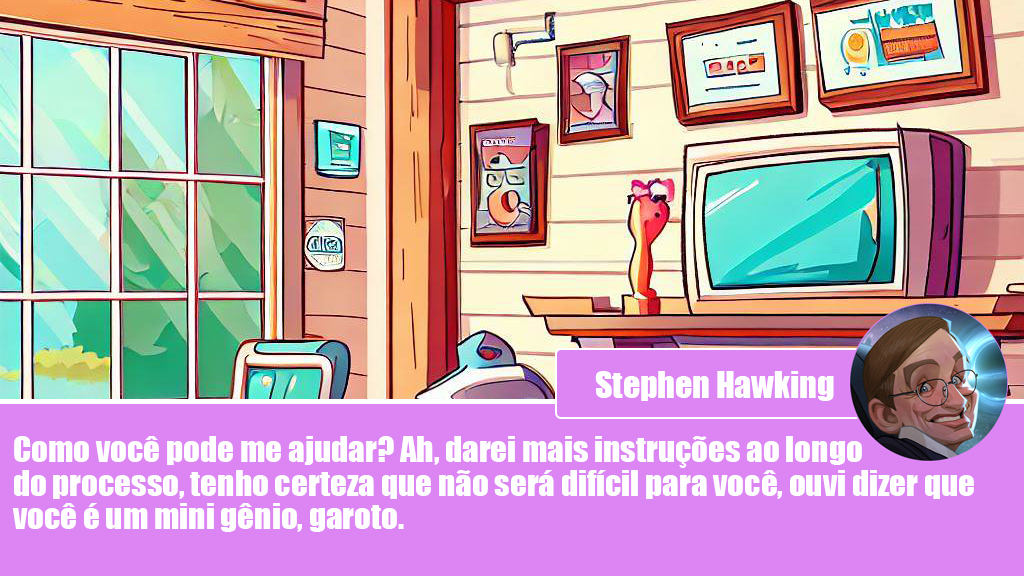 Stephen Hawking
Como você pode me ajudar? Ah, darei mais instruções ao longo
do processo, tenho certeza que não será difícil para você, ouvi dizer que
você é um mini gênio, garoto.